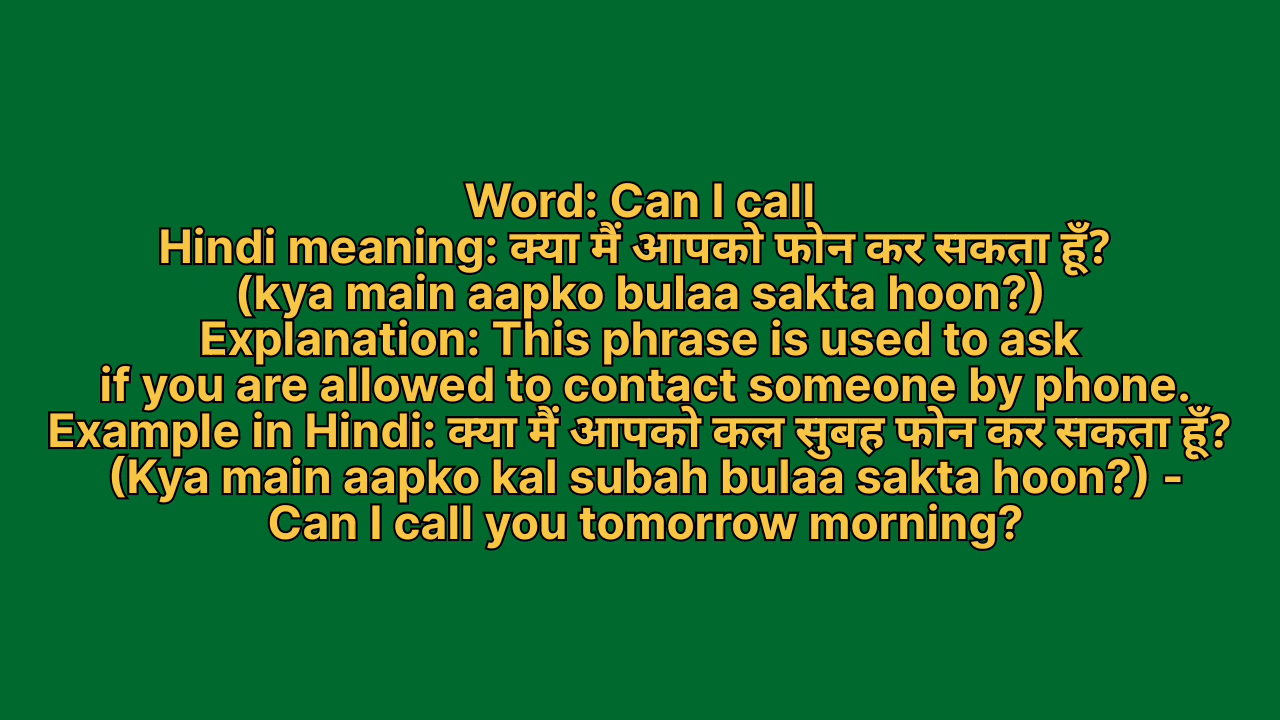 Word: Can I call
Hindi meaning: क्या मैं आपको फोन कर सकता हूँ?
(kya main aapko bulaa sakta hoon?)
Explanation: This phrase is used to ask
if you are allowed to contact someone by phone.
Example in Hindi: क्या मैं आपको कल सुबह फोन कर सकता हूँ?
(Kya main aapko kal subah bulaa sakta hoon?) -
Can I call you tomorrow morning?